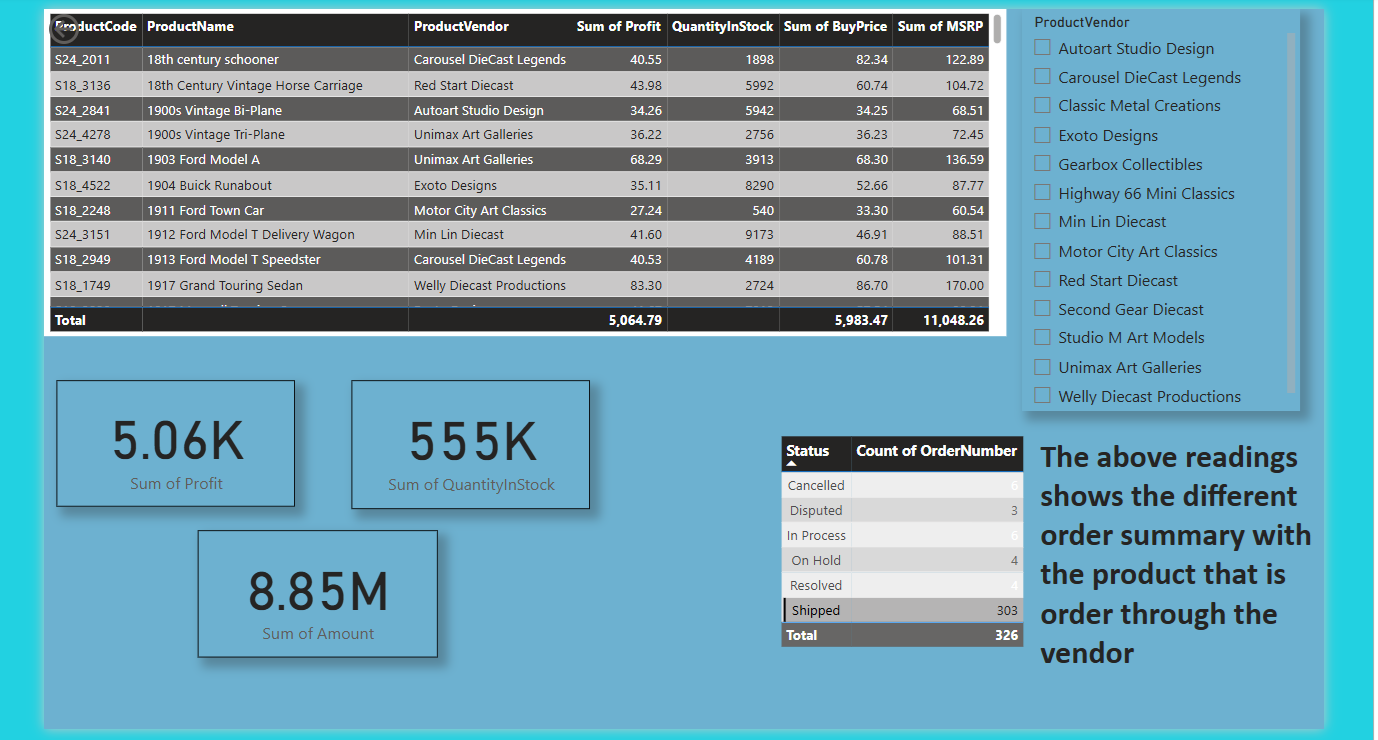 ProductCode ProductName ProductVendor Sum of Profit QuantityInStock Sum of BuyPrice Sum of MSRP
S24_2011 18th century schooner Carousel DieCast Legends 40.55 1898 82.34 122.89
S18_3136 18th Century Vintage Horse Carriage Red Start Diecast 43.98 5992 60.74 104.72
S24_2841 1900s Vintage Bi-Plane Autoart Studio Design 34.26 5942 34.25 68.51
S24_4278 1900s Vintage Tri-Plane Unimax Art Galleries 36.22 2756 36.23 72.45
S18_3140 1903 Ford Model A Unimax Art Galleries 68.29 3913 68.30 136.59
S18_4522 1904 Buick Runabout Exoto Designs 35.11 8290 52.66 87.77
S18_2248 1911 Ford Town Car Motor City Art Classics 27.24 540 33.30 60.54
S24_3151 1912 Ford Model T Delivery Wagon Min Lin Diecast 41.60 9173 46.91 88.51
S18_2949 1913 Ford Model T Speedster Carousel DieCast Legends 40.53 4189 60.78 101.31
S18_1749 1917 Grand Touring Sedan Welly Diecast Productions 83.30 2724 86.70 170.00
Total 5,064.79 5,983.47 11,048.26
ProductVendor
Autoart Studio Design
Carousel DieCast Legends
Classic Metal Creations
Exoto Designs
Gearbox Collectibles
Highway 66 Mini Classics
Min Lin Diecast
Motor City Art Classics
Red Start Diecast
Second Gear Diecast
Studio M Art Models
Unimax Art Galleries
Welly Diecast Productions
5.06K
Sum of Profit
555K
Sum of QuantityInStock
8.85M
Sum of Amount
Status Count of OrderNumber
Cancelled 6
Disputed 3
In Process 6
On Hold 4
Resolved 4
Shipped 303
Total 326
The above readings
shows the different
order summary with
the product that is
order through the
vendor